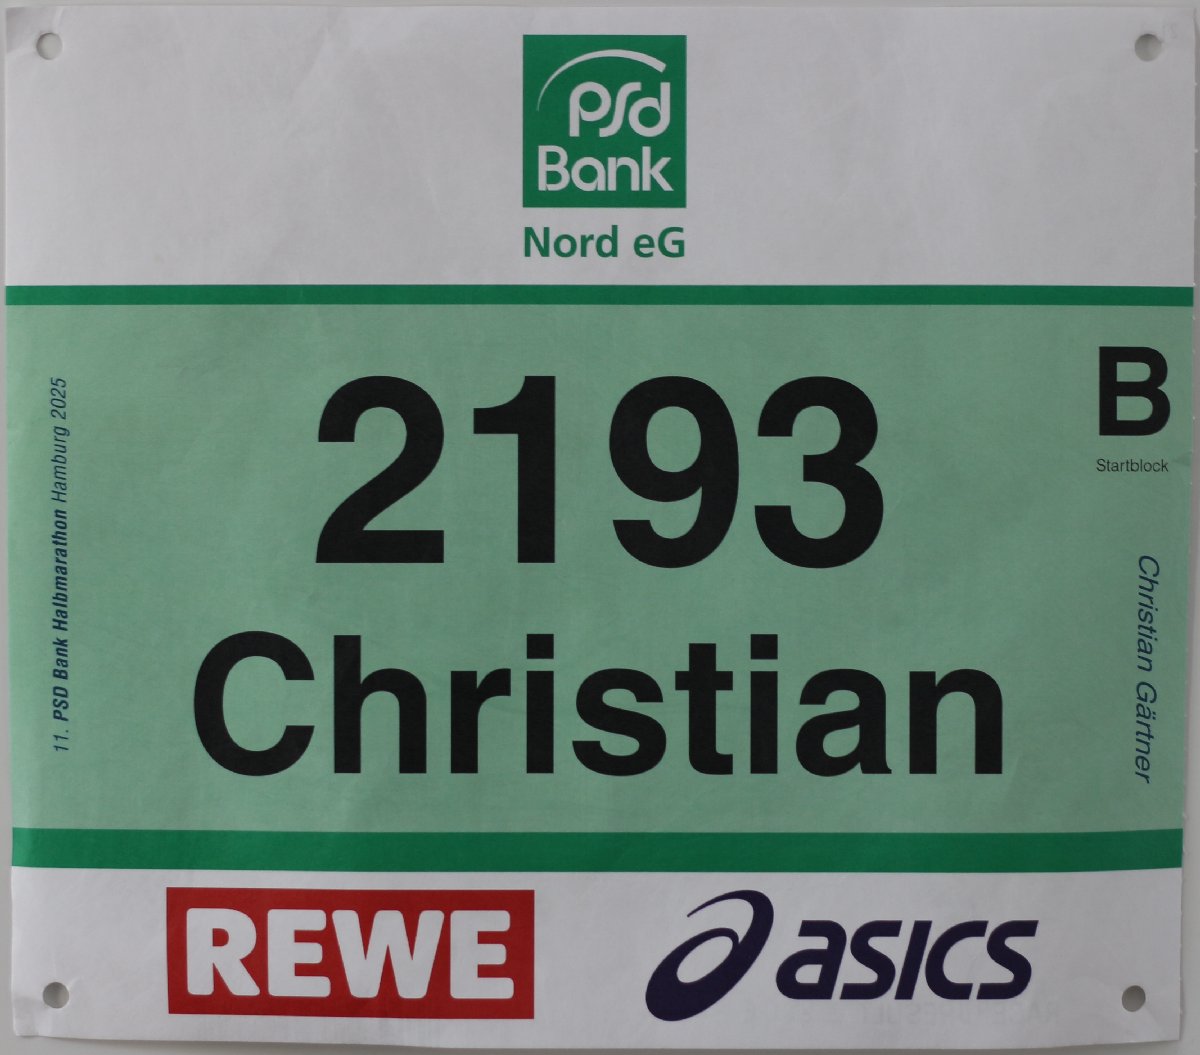 psd
Bank
Nord eG
11. PSD Bank Halbmarathon Hamburg 2025
2193
B
Startblock
Christian
Christian Gärtner
REWE
asics